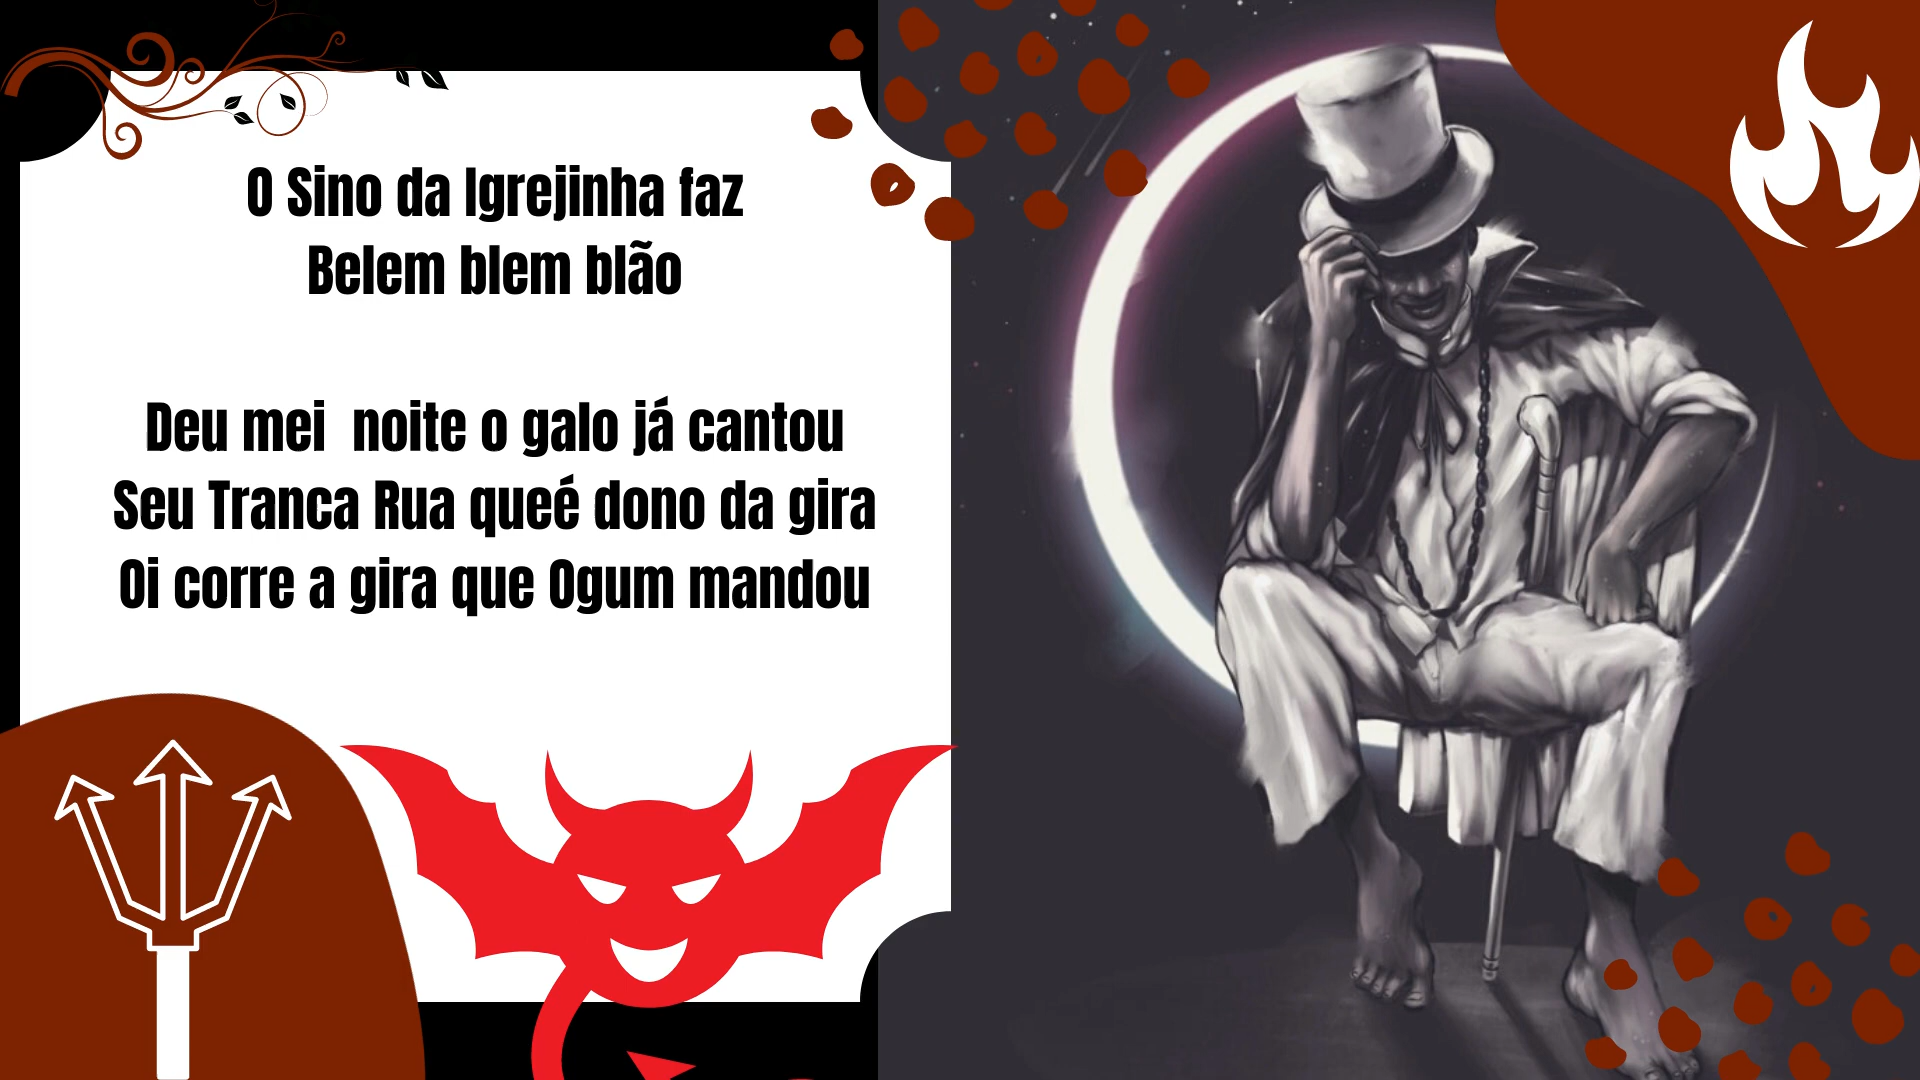 O Sino da Igrejinha faz
Belem blem blão
Deu mei  noite o galo já cantou
Seu Tranca Rua queé dono da gira
Oi corre a gira que Ogum mandou